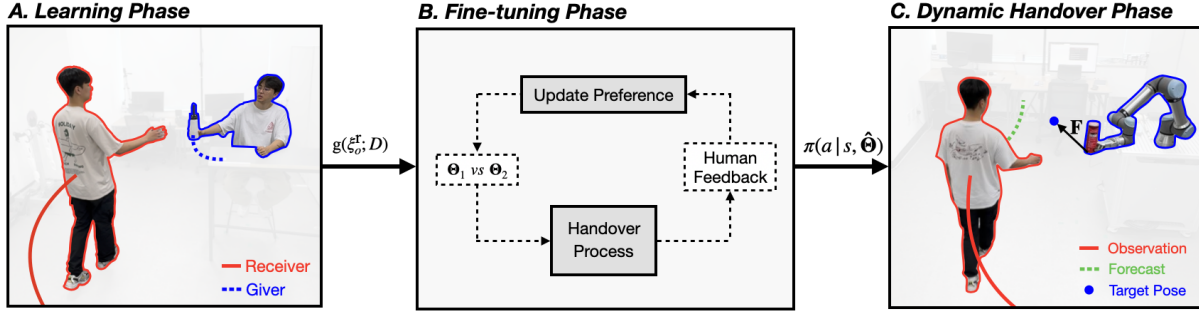 A. Learning Phase
Receiver
Giver
g(ξ_o^r; D)
B. Fine-tuning Phase
Update Preference
Θ₁ vs Θ₂
Human
Feedback
Handover
Process
π(a | s, Θ̂)
C. Dynamic Handover Phase
F
Observation
Forecast
Target Pose